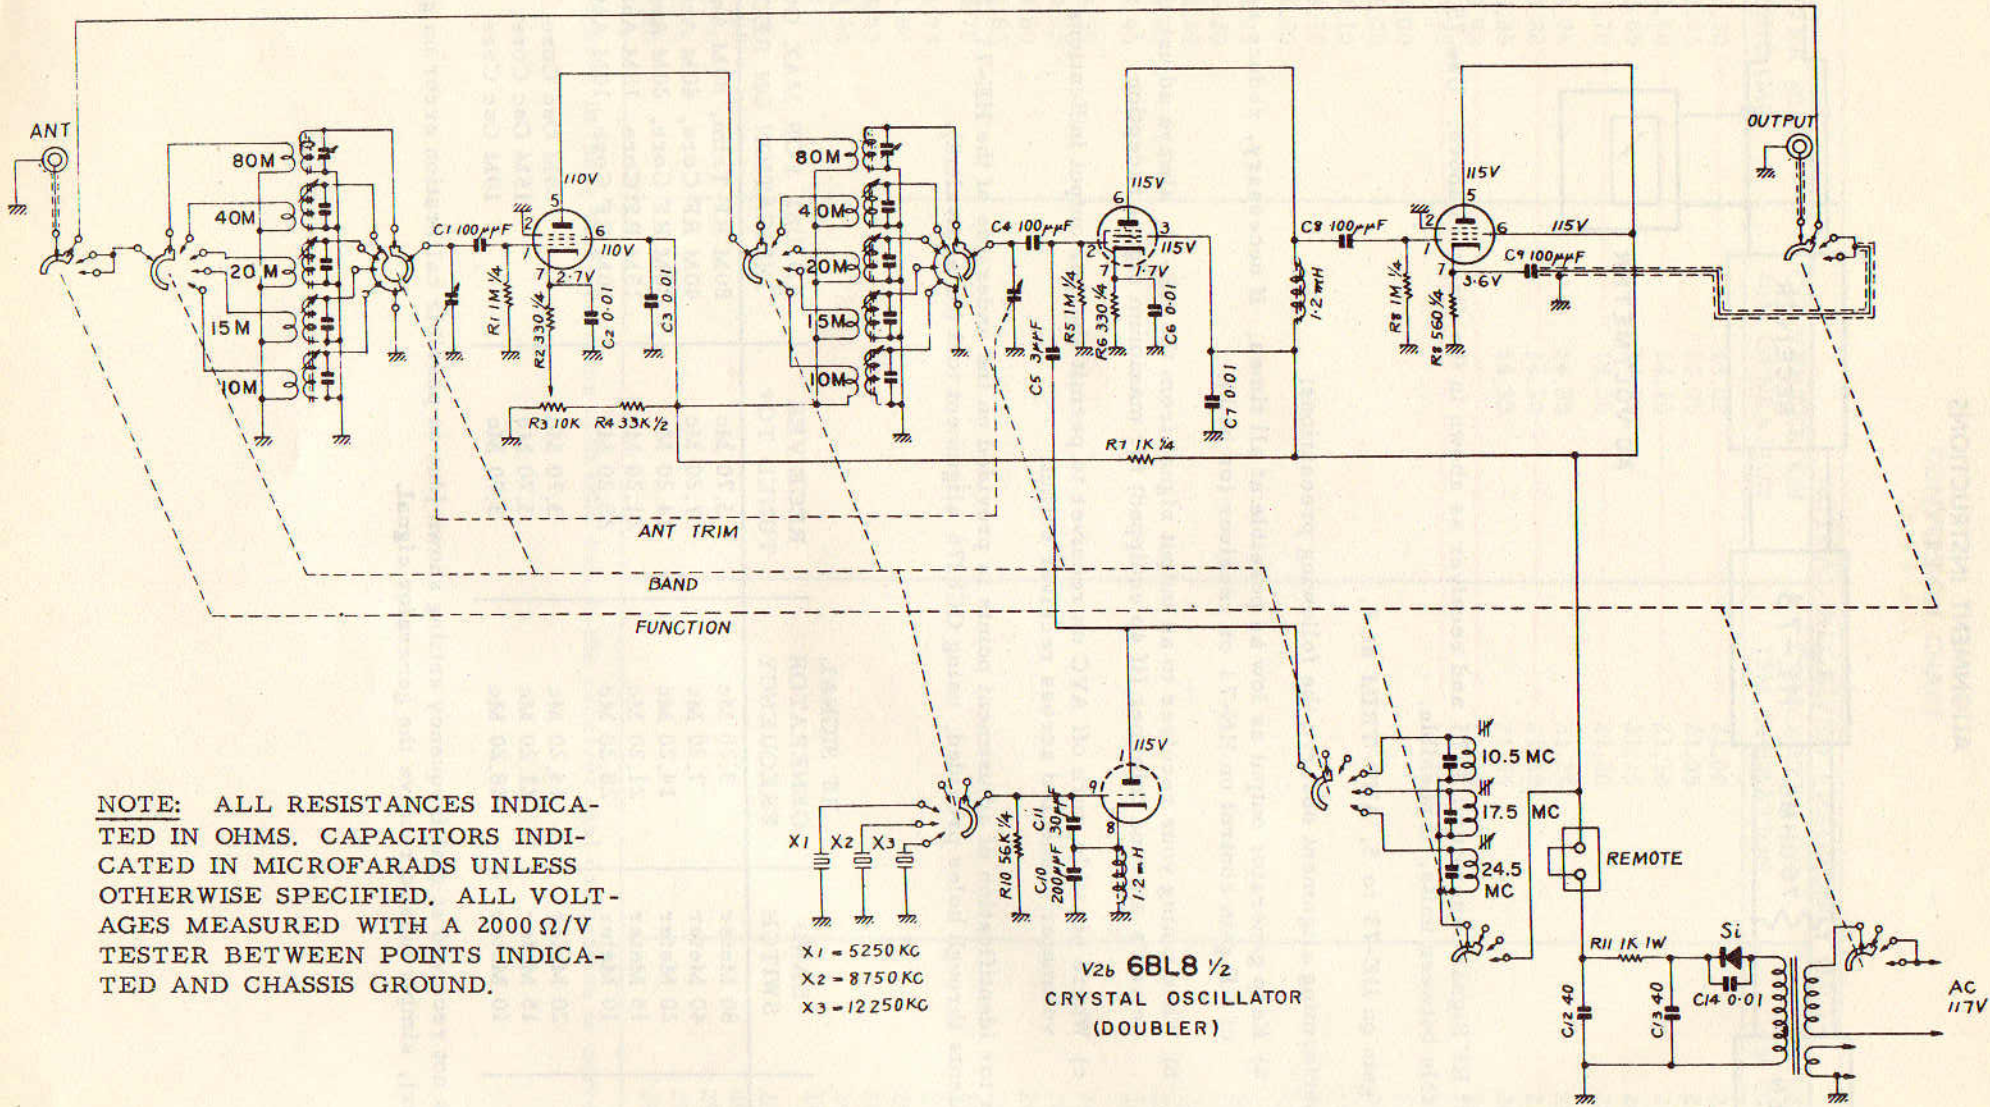 ANT
OUTPUT
80M
40M
20M
15M
10M
C1 100µµF
R1 1M 1/4
R2 330 1/4
C2 0.01
C3 0.01
110V
5
2
6
1
7
110V
2.7V
R3 10K
R4 33K 1/2
80M
40M
20M
15M
10M
C4 100µµF
C5 3µµF
R5 1M 1/4
R6 330 1/4
C6 0.01
115V
6
3
2
115V
7
1.7V
C7 0.01
1.2mH
R7 1K 1/4
C8 100µµF
R8 1M 1/4
R8 560 1/4
115V
5
2
6
115V
1
7
3.6V
C9 100µµF
ANT TRIM
BAND
FUNCTION
NOTE: ALL RESISTANCES INDICA-
TED IN OHMS. CAPACITORS INDI-
CATED IN MICROFARADS UNLESS
OTHERWISE SPECIFIED. ALL VOLT-
AGES MEASURED WITH A 2000 Ω/V
TESTER BETWEEN POINTS INDICA-
TED AND CHASSIS GROUND.
X1
X2
X3
X1 = 5250 KC
X2 = 8750 KC
X3 = 12250 KC
R10 56K 1/4
C10
200µµF
C11
30µµF
1.2mH
115V
1
9
8
V2b 6BL8 1/2
CRYSTAL OSCILLATOR
(DOUBLER)
10.5 MC
17.5 MC
24.5
MC
REMOTE
R11 1K 1W
Si
C14 0.01
C12 40
C13 40
AC
117V